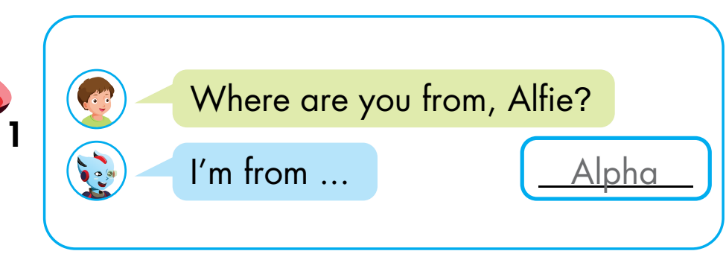 1
Where are you from, Alfie?
I'm from ...
Alpha